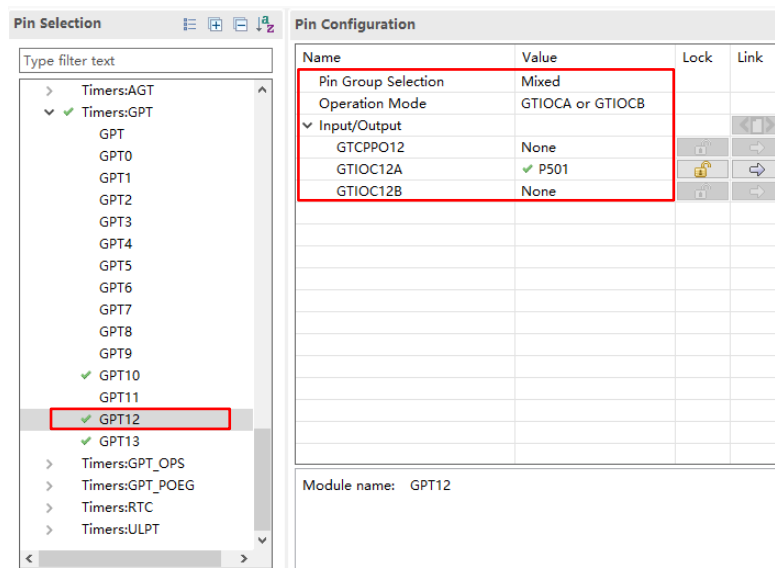 Pin Selection
Type filter text
Timers:AGT
Timers:GPT
GPT
GPT0
GPT1
GPT2
GPT3
GPT4
GPT5
GPT6
GPT7
GPT8
GPT9
GPT10
GPT11
GPT12
GPT13
Timers:GPT_OPS
Timers:GPT_POEG
Timers:RTC
Timers:ULPT
Pin Configuration
Name Value Lock Link
Pin Group Selection Mixed
Operation Mode GTIOCA or GTIOCB
Input/Output
GTCPPO12 None
GTIOC12A P501
GTIOC12B None
Module name: GPT12